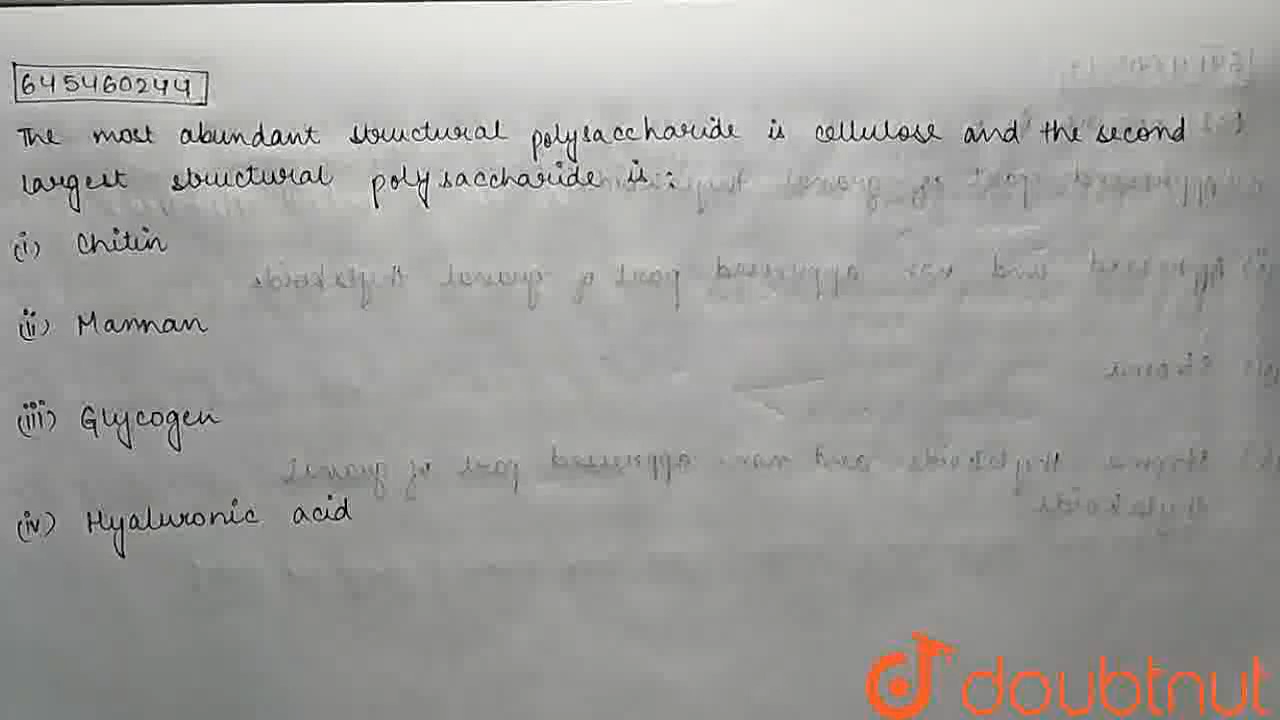 645460244
The most abundant structural polysaccharide is cellulose and the second
largest structural polysaccharide is :
(i) Chitin
(ii) Mannan
(iii) Glycogen
(iv) Hyaluronic acid
doubtnut